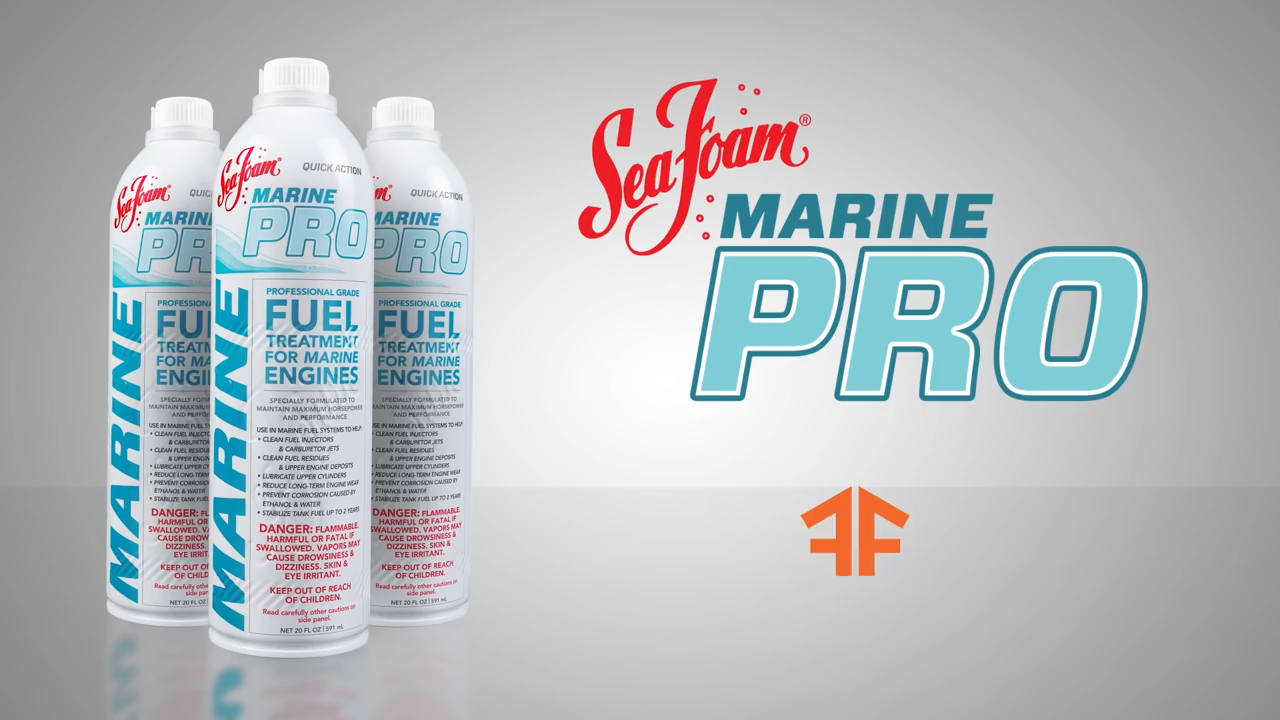 Sea Foam®
QUICK ACTION
MARINE
PRO
MARINE
PROFESSIONAL GRADE
FUEL
TREATMENT
FOR MARINE
ENGINES
SPECIALLY FORMULATED TO
MAINTAIN MAXIMUM HORSEPOWER
AND PERFORMANCE
USE IN MARINE FUEL SYSTEMS TO HELP:
• CLEAN FUEL INJECTORS
& CARBURETOR JETS
• CLEAN FUEL RESIDUES
& UPPER ENGINE DEPOSITS
• LUBRICATE UPPER CYLINDERS
• REDUCE LONG-TERM ENGINE WEAR
• PREVENT CORROSION CAUSED BY
ETHANOL & WATER
• STABILIZE TANK FUEL UP TO 2 YEARS
DANGER: FLAMMABLE.
HARMFUL OR FATAL IF
SWALLOWED. VAPORS MAY
CAUSE DROWSINESS &
DIZZINESS. SKIN &
EYE IRRITANT.
KEEP OUT OF REACH
OF CHILDREN.
Read carefully other cautions on
side panel.
NET 20 FL OZ | 591 mL
Sea Foam®
MARINE
PRO